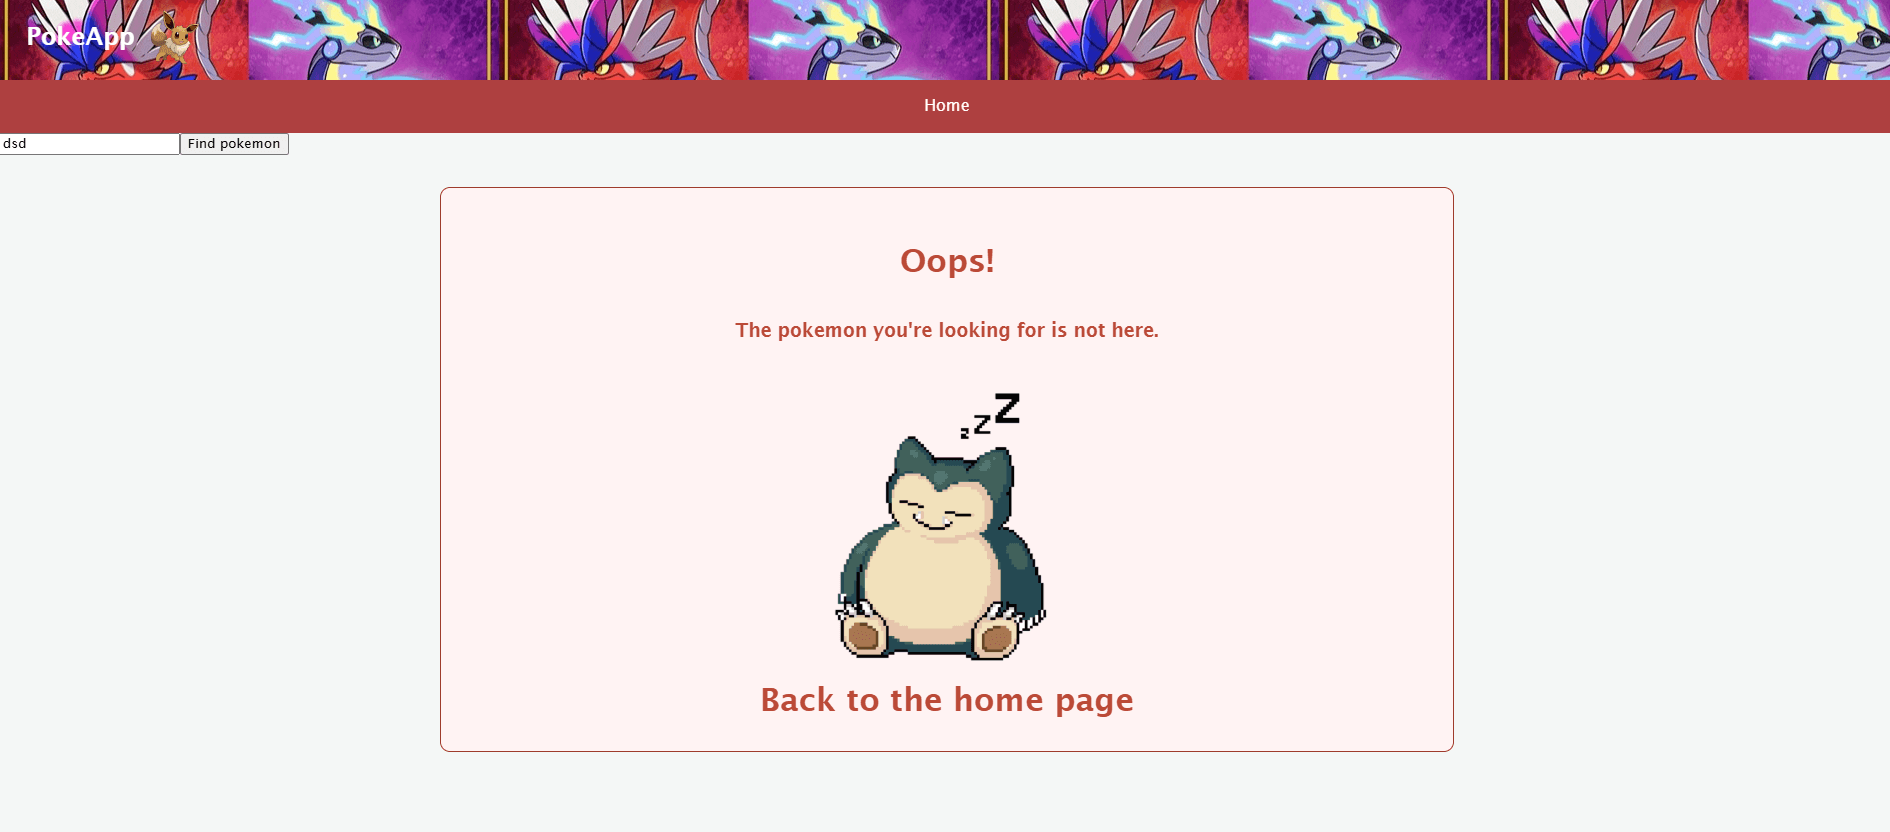 PokeApp
Home
dsd
Find pokemon
Oops!
The pokemon you're looking for is not here.
z z Z
Back to the home page